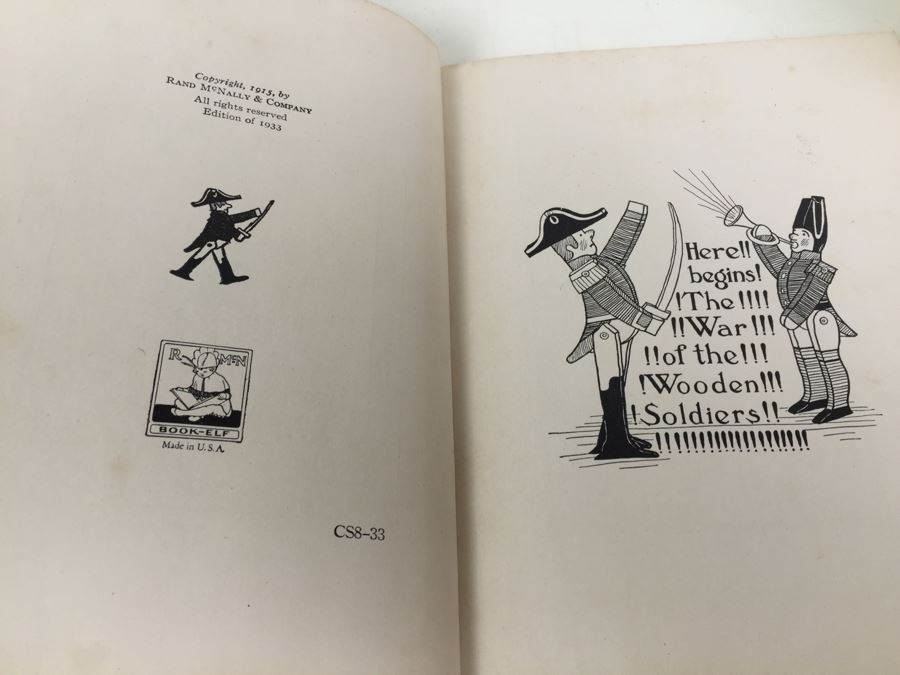 Copyright, 1915, by
RAND MCNALLY & COMPANY
All rights reserved
Edition of 1933
R McN
BOOK-ELF
Made in U.S.A.
CS8-33
Here!!
begins!
!The!!!!
!!War!!!
!!of the!!!
!Wooden!!!
!Soldiers!!
!!!!!!!!!!!!!!!!!!!!